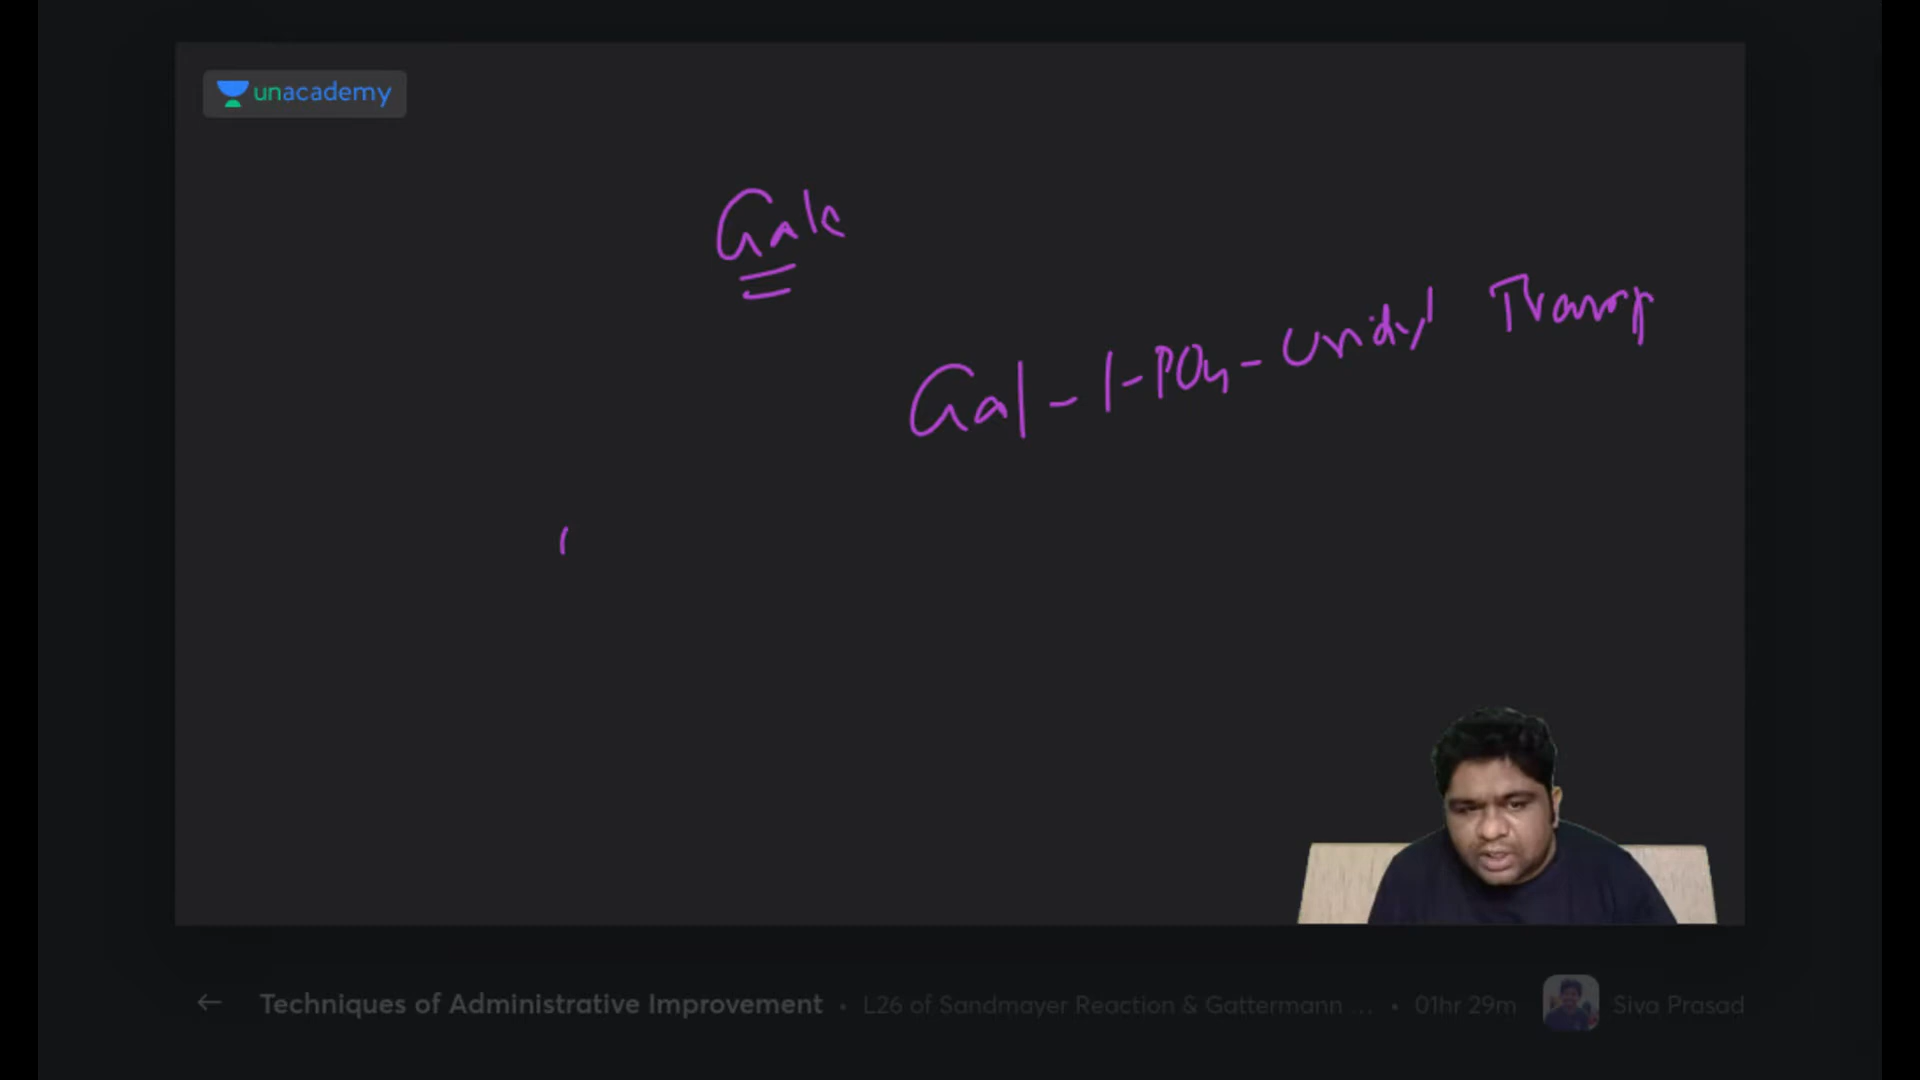 unacademy
Gale
Gal-1-PO4-Uridyl Transf
Techniques of Administrative Improvement • L26 of Sandmayer Reaction & Gattermann ... • 01hr 29m Siva Prasad